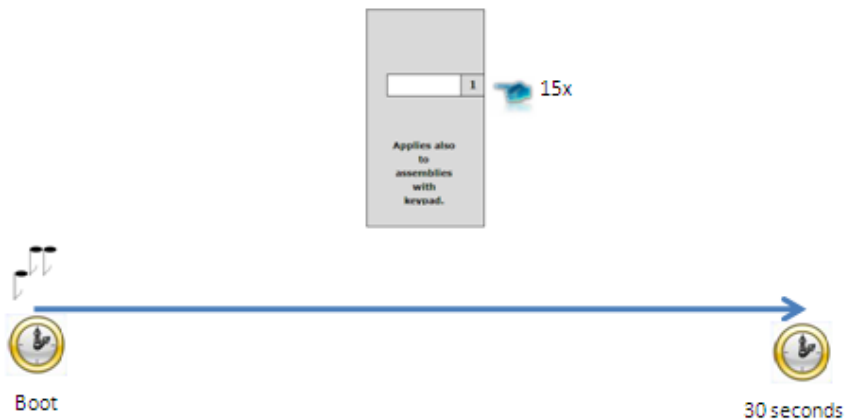 1
15x
Applies also
to
assemblies
with
keypad.
Boot
30 seconds